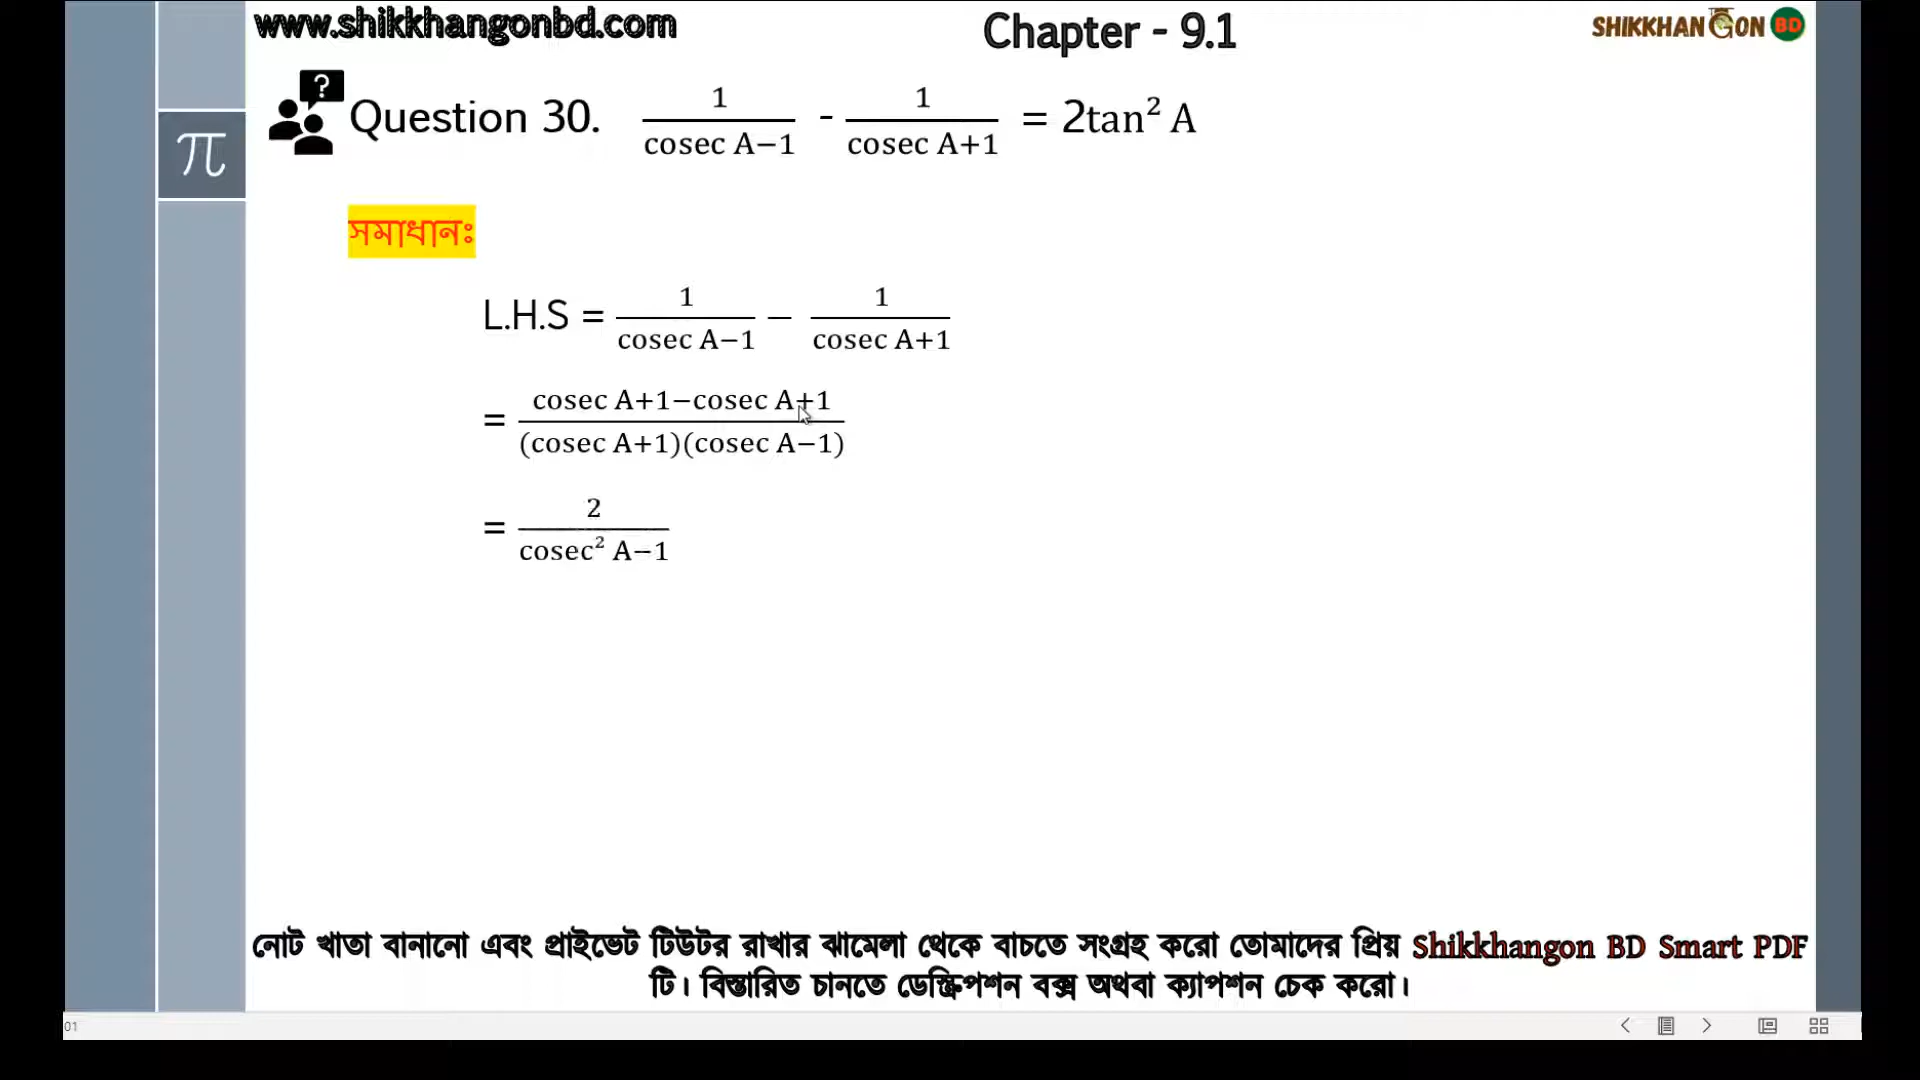 www.shikkhangonbd.com
Chapter - 9.1
SHIKKHANGON BD
?
π
Question 30. 1/(cosec A−1) - 1/(cosec A+1) = 2tan² A
সমাধানঃ
L.H.S = 1/(cosec A−1) − 1/(cosec A+1)
= (cosec A+1−cosec A+1)/((cosec A+1)(cosec A−1))
= 2/(cosec² A−1)
নোট খাতা বানানো এবং প্রাইভেট টিউটর রাখার ঝামেলা থেকে বাচতে সংগ্রহ করো তোমাদের প্রিয় Shikkhangon BD Smart PDF
টি। বিস্তারিত চানতে ডেস্ক্রিপশন বক্স অথবা ক্যাপশন চেক করো।
01